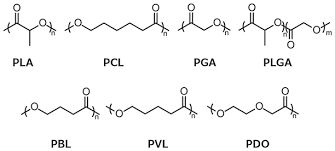 O O O O O
O n O n O n O n O m
PLA PCL PGA PLGA
O O O
O n O n O O n
PBL PVL PDO